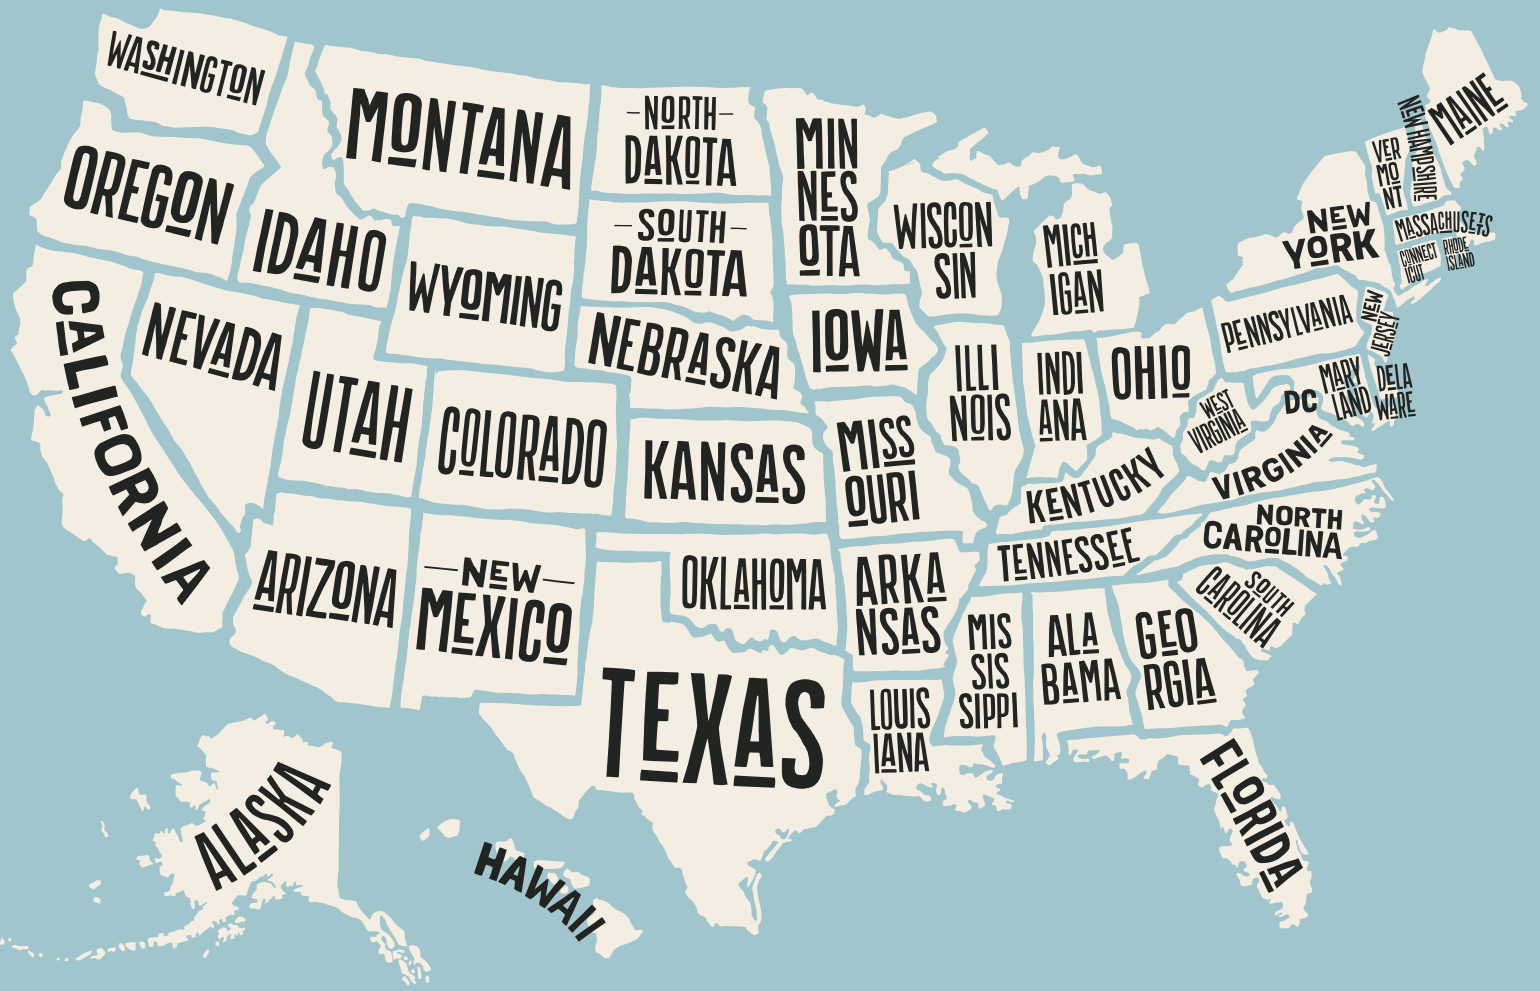 WASHINGTON
OREGON
CALIFORNIA
IDAHO
NEVADA
MONTANA
WYOMING
UTAH
COLORADO
ARIZONA
NEW
MEXICO
NORTH
DAKOTA
SOUTH
DAKOTA
NEBRASKA
KANSAS
OKLAHOMA
TEXAS
MIN
NES
OTA
IOWA
MISS
OURI
ARKA
NSAS
LOUIS
IANA
WISCON
SIN
ILLI
NOIS
MICH
IGAN
INDI
ANA
OHIO
KENTUCKY
TENNESSEE
MIS
SIS
SIPPI
ALA
BAMA
GEO
RGIA
FLORIDA
SOUTH
CAROLINA
NORTH
CAROLINA
VIRGINIA
WEST
VIRGINIA
DC
MARY
LAND
DELA
WARE
PENNSYLVANIA
NEW
JERSEY
NEW
YORK
CONNECT
ICUT
RHODE
ISLAND
MASSACHUSETS
VER
MO
NT
NEW HAMPSHIRE
MAINE
ALASKA
HAWAII